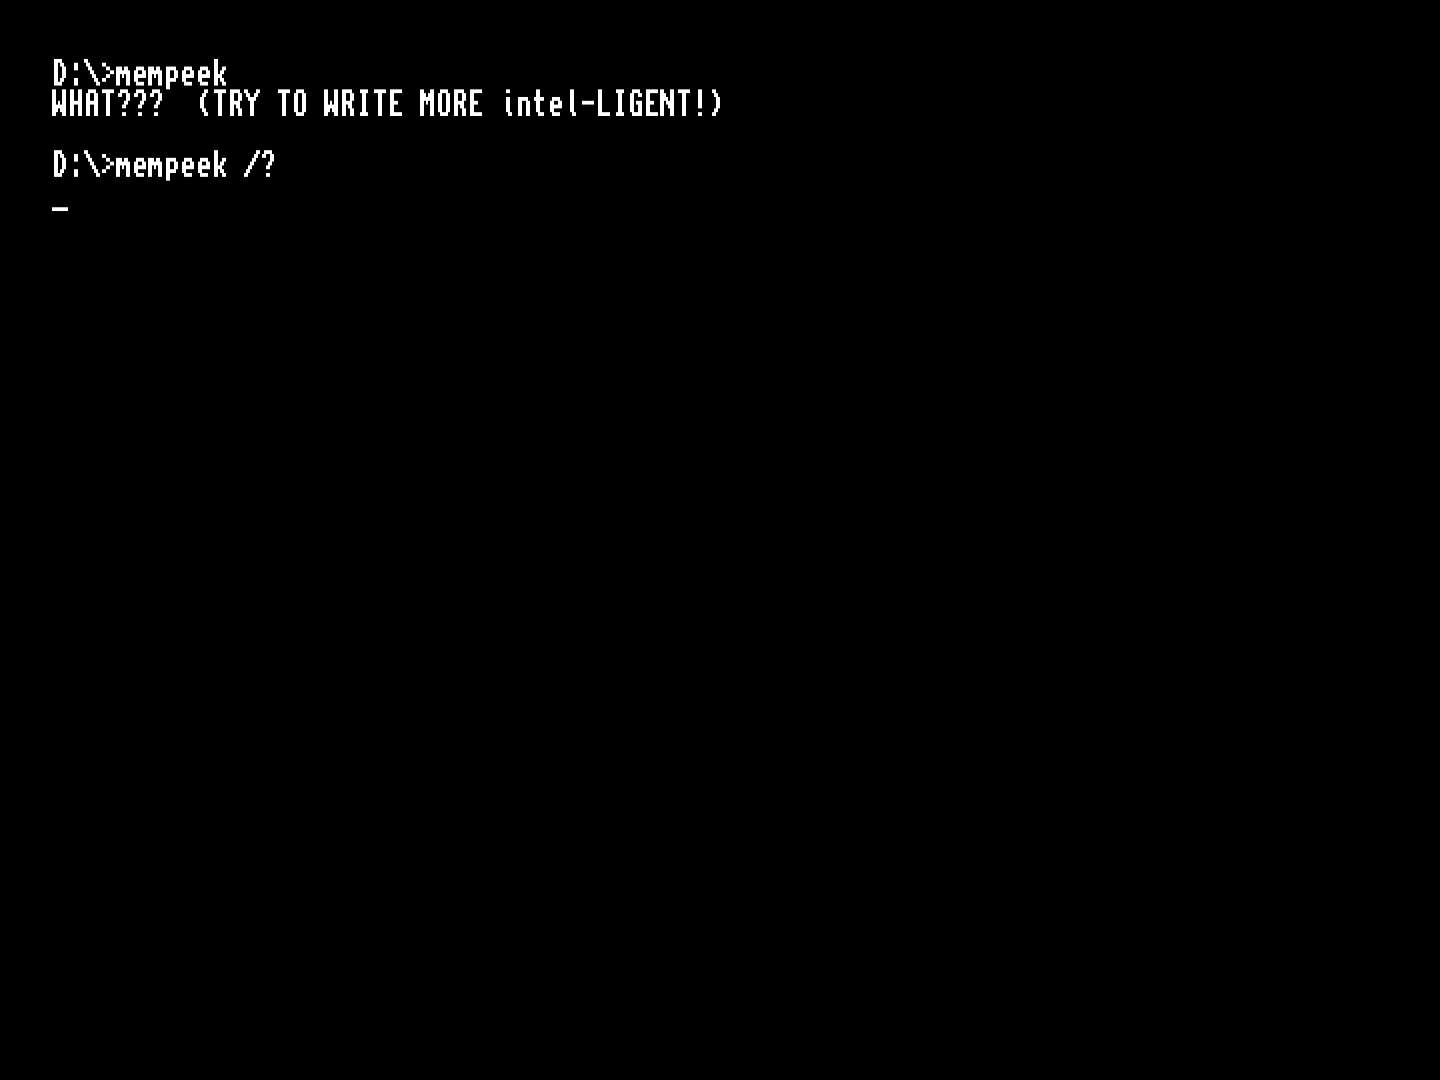 D:\>mempeek
WHAT???  (TRY TO WRITE MORE intel-LIGENT!)
D:\>mempeek /?
_